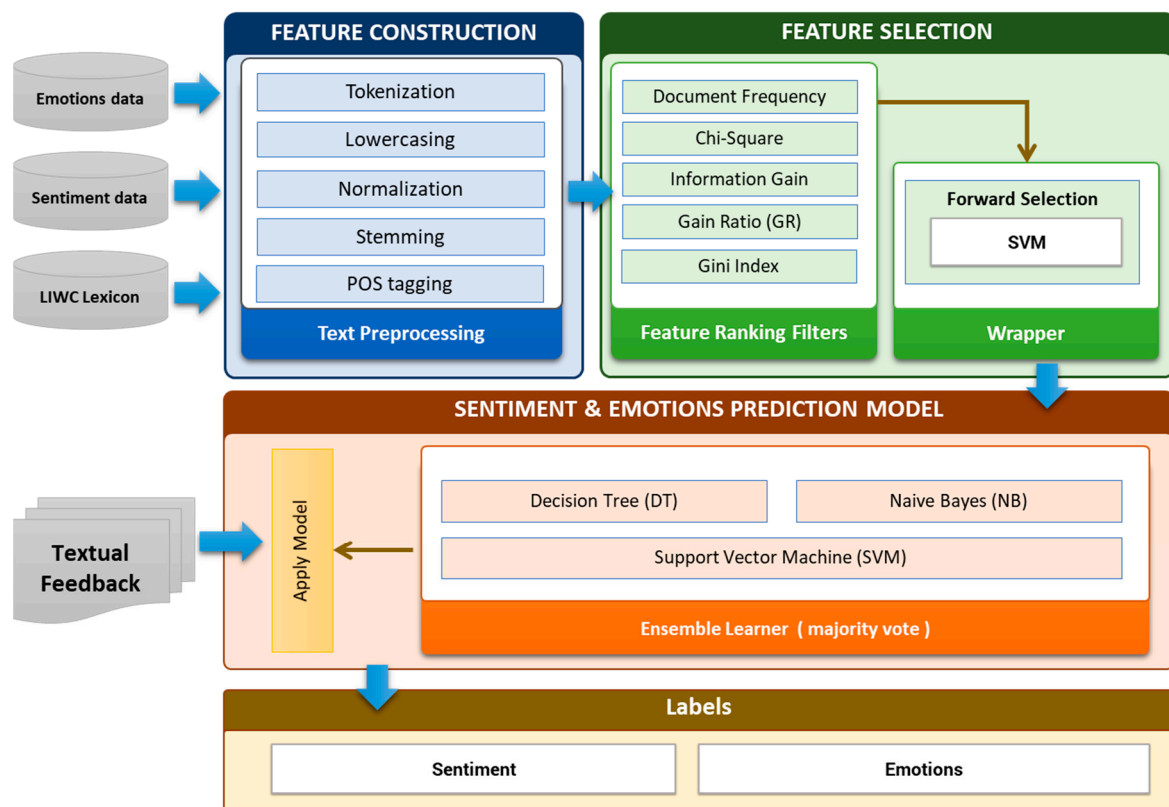 FEATURE CONSTRUCTION
FEATURE SELECTION
Emotions data
Sentiment data
LIWC Lexicon
Tokenization
Lowercasing
Normalization
Stemming
POS tagging
Text Preprocessing
Document Frequency
Chi-Square
Information Gain
Gain Ratio (GR)
Gini Index
Feature Ranking Filters
Forward Selection
SVM
Wrapper
SENTIMENT & EMOTIONS PREDICTION MODEL
Textual
Feedback
Apply Model
Decision Tree (DT)
Naive Bayes (NB)
Support Vector Machine (SVM)
Ensemble Learner ( majority vote )
Labels
Sentiment
Emotions